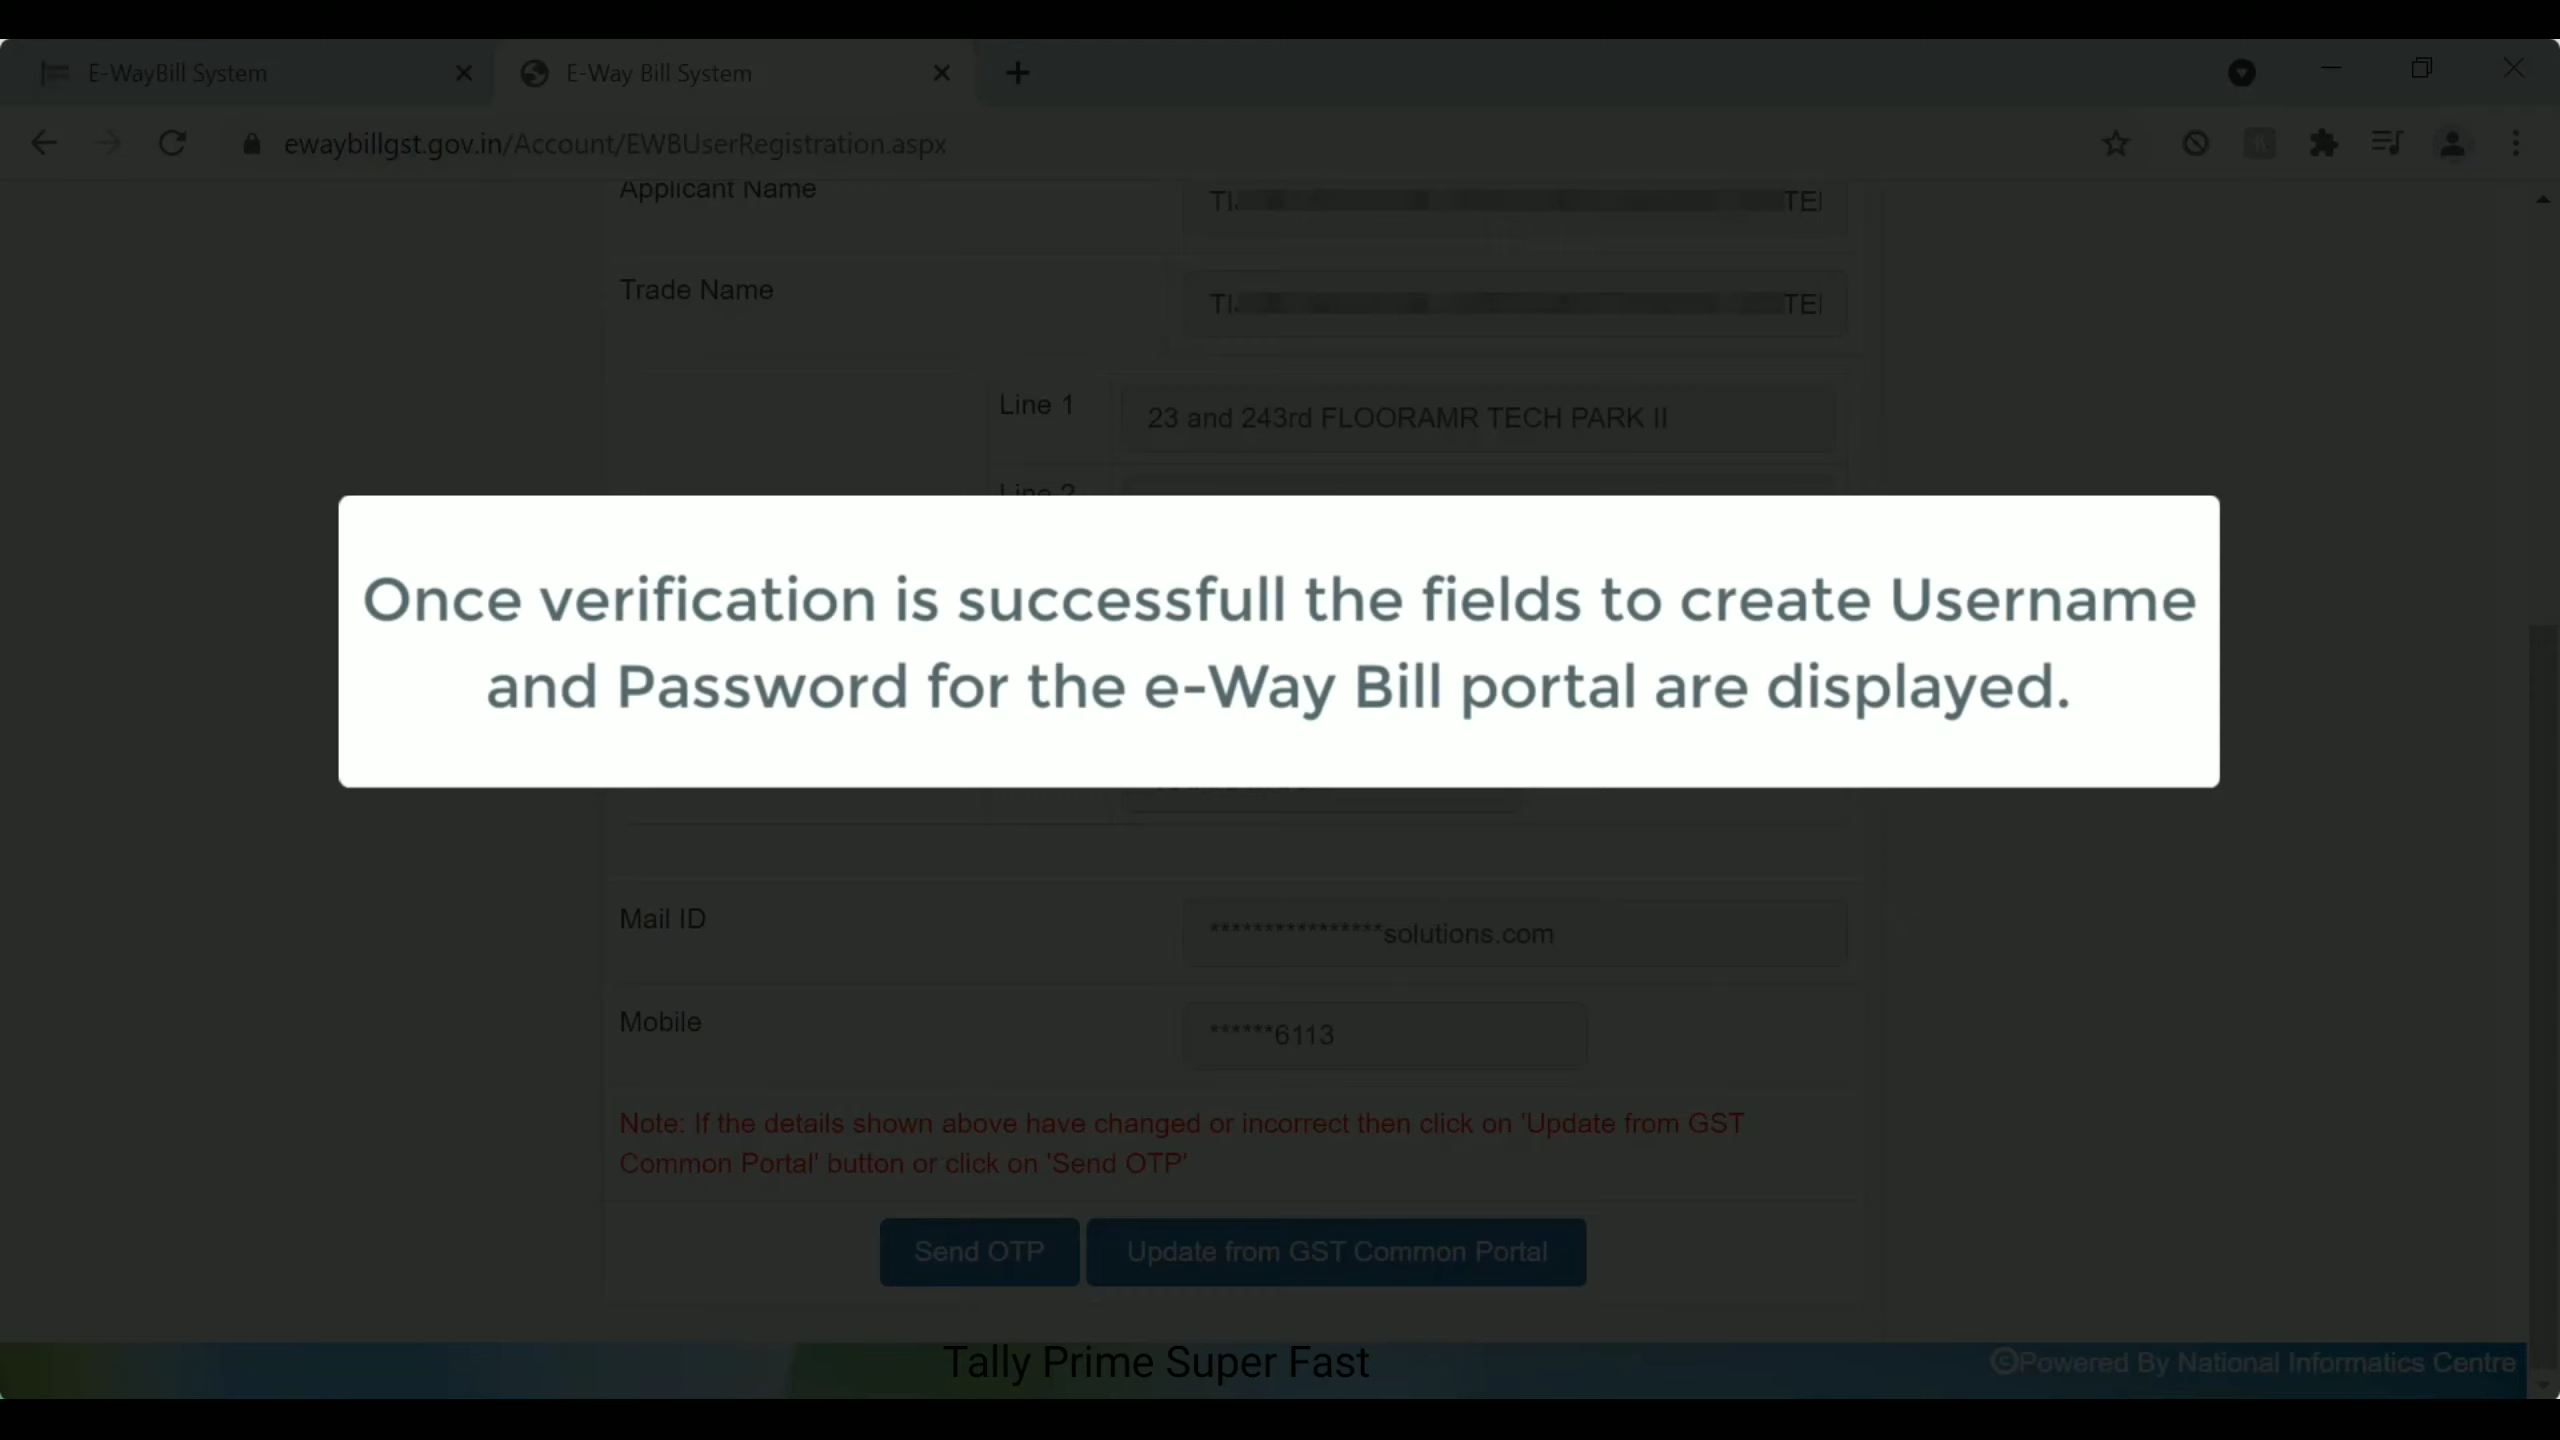 E-WayBill System
E-Way Bill System
ewaybillgst.gov.in/Account/EWBUserRegistration.aspx
Applicant Name
TI
TEI
Trade Name
TI
TEI
Line 1
23 and 243rd FLOORAMR TECH PARK II
Line 2
Once verification is successfull the fields to create Username
and Password for the e-Way Bill portal are displayed.
Mail ID
****************solutions.com
Mobile
******6113
Note: If the details shown above have changed or incorrect then click on 'Update from GST
Common Portal' button or click on 'Send OTP'
Send OTP
Update from GST Common Portal
Tally Prime Super Fast
©Powered By National Informatics Centre